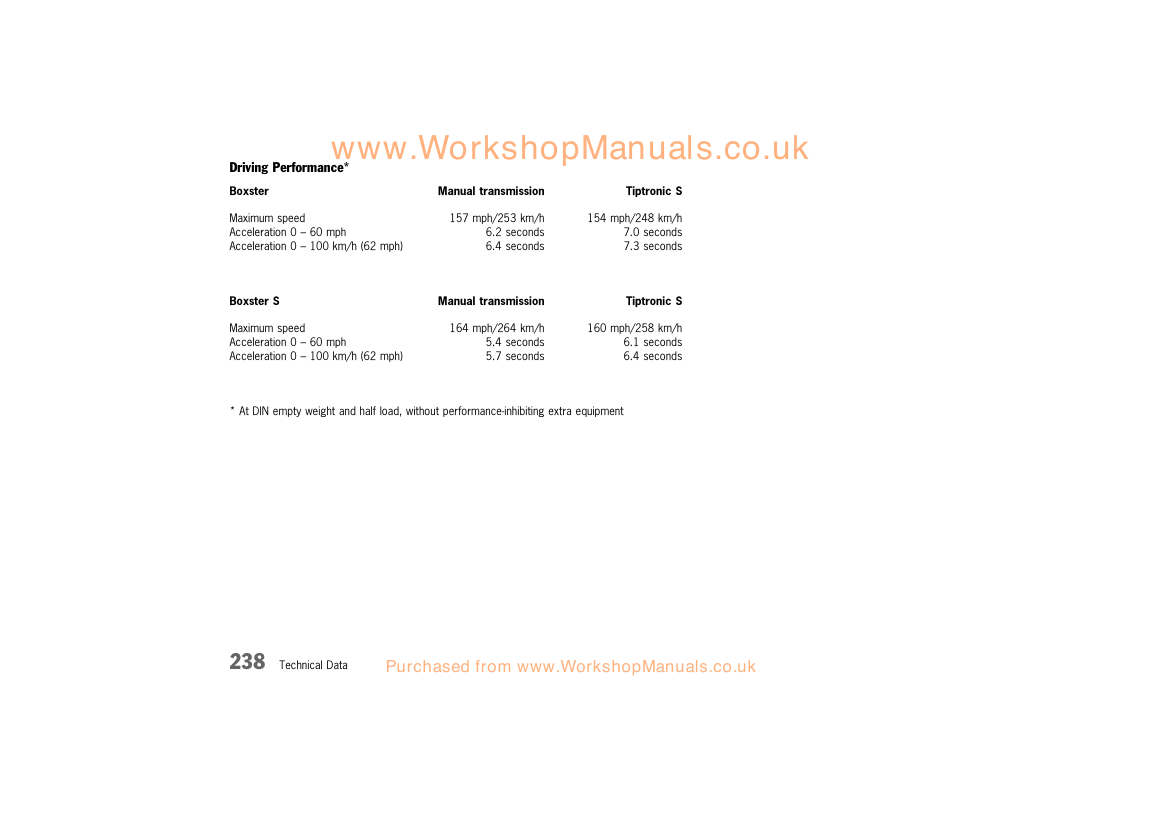 www.WorkshopManuals.co.uk
Driving Performance*
Boxster Manual transmission Tiptronic S
Maximum speed 157 mph/253 km/h 154 mph/248 km/h
Acceleration 0 – 60 mph 6.2 seconds 7.0 seconds
Acceleration 0 – 100 km/h (62 mph) 6.4 seconds 7.3 seconds
Boxster S Manual transmission Tiptronic S
Maximum speed 164 mph/264 km/h 160 mph/258 km/h
Acceleration 0 – 60 mph 5.4 seconds 6.1 seconds
Acceleration 0 – 100 km/h (62 mph) 5.7 seconds 6.4 seconds
* At DIN empty weight and half load, without performance-inhibiting extra equipment
238 Technical Data Purchased from www.WorkshopManuals.co.uk